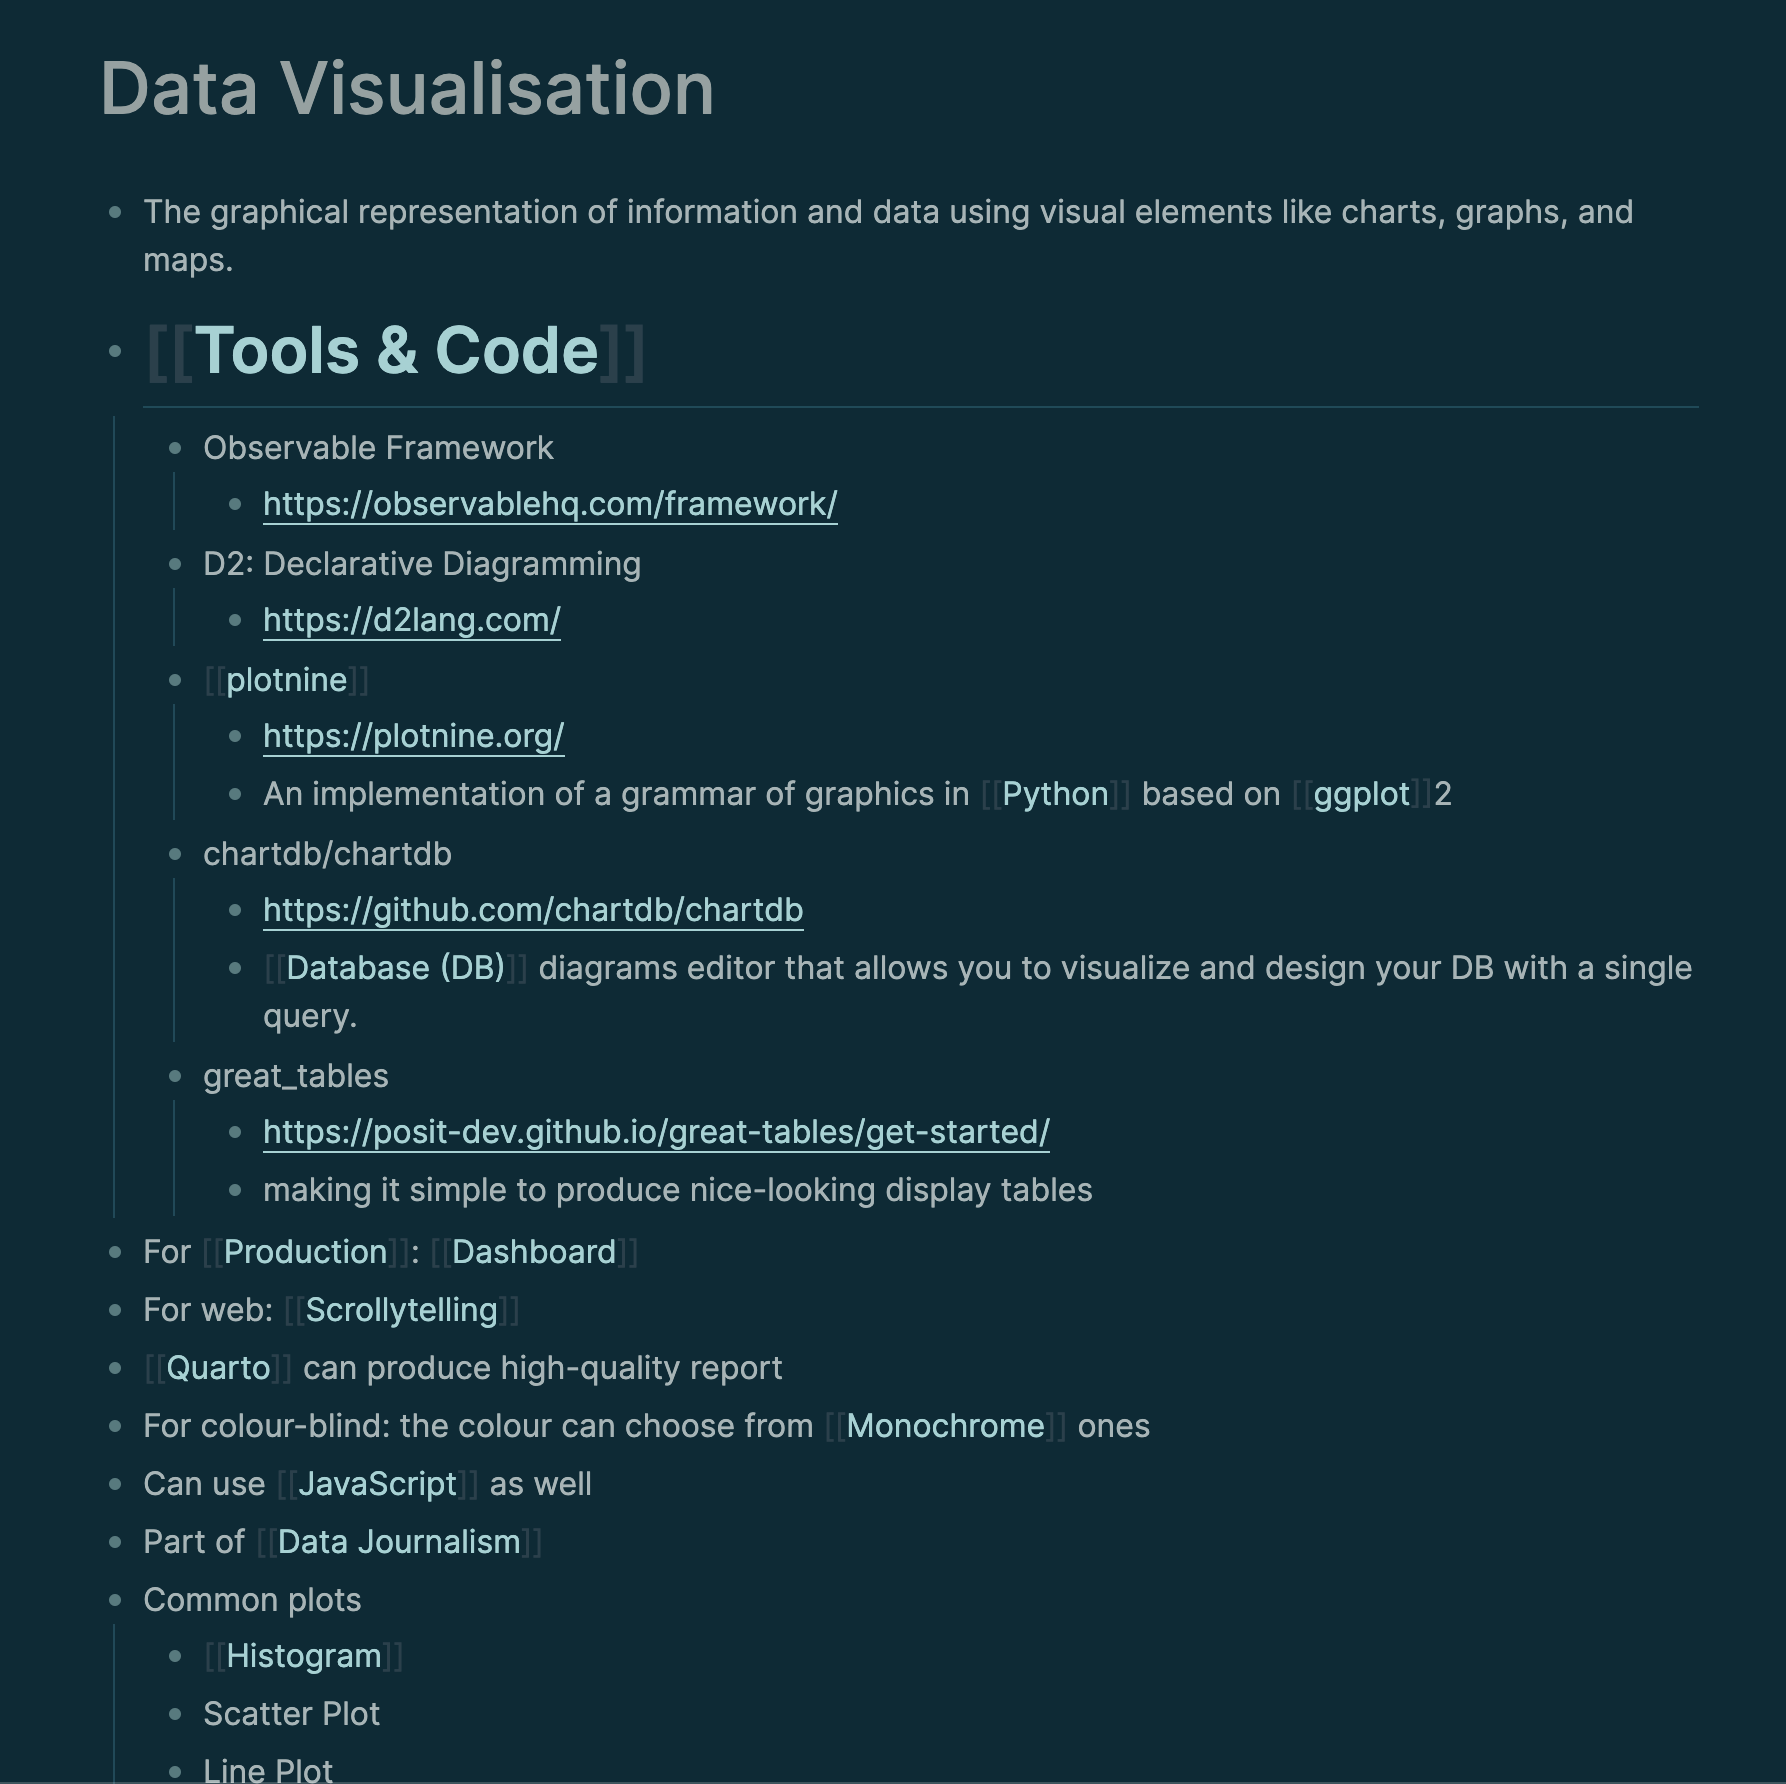 Data Visualisation
The graphical representation of information and data using visual elements like charts, graphs, and
maps.
[[Tools & Code]]
Observable Framework
https://observablehq.com/framework/
D2: Declarative Diagramming
https://d2lang.com/
[[plotnine]]
https://plotnine.org/
An implementation of a grammar of graphics in [[Python]] based on [[ggplot]]2
chartdb/chartdb
https://github.com/chartdb/chartdb
[[Database (DB)]] diagrams editor that allows you to visualize and design your DB with a single
query.
great_tables
https://posit-dev.github.io/great-tables/get-started/
making it simple to produce nice-looking display tables
For [[Production]]: [[Dashboard]]
For web: [[Scrollytelling]]
[[Quarto]] can produce high-quality report
For colour-blind: the colour can choose from [[Monochrome]] ones
Can use [[JavaScript]] as well
Part of [[Data Journalism]]
Common plots
[[Histogram]]
Scatter Plot
Line Plot